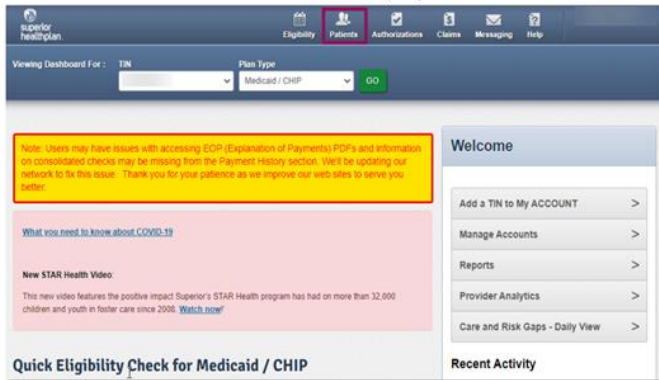 superior
healthplan
Eligibility
Patients
Authorizations
Claims
Messaging
Help
Viewing Dashboard For :
TIN
Plan Type
Medicaid / CHIP
GO
Note: Users may have issues with accessing EOP (Explanation of Payments) PDFs and information
on consolidated checks may be missing from the Payment History section. We'll be updating our
network to fix this issue. Thank you for your patience as we improve our web sites to serve you
better.
What you need to know about COVID-19
New STAR Health Video:
This new video features the positive impact Superior's STAR Health program has had on more than 32,000
children and youth in foster care since 2008. Watch now!
Quick Eligibility Check for Medicaid / CHIP
Welcome
Add a TIN to My ACCOUNT >
Manage Accounts >
Reports >
Provider Analytics >
Care and Risk Gaps - Daily View >
Recent Activity